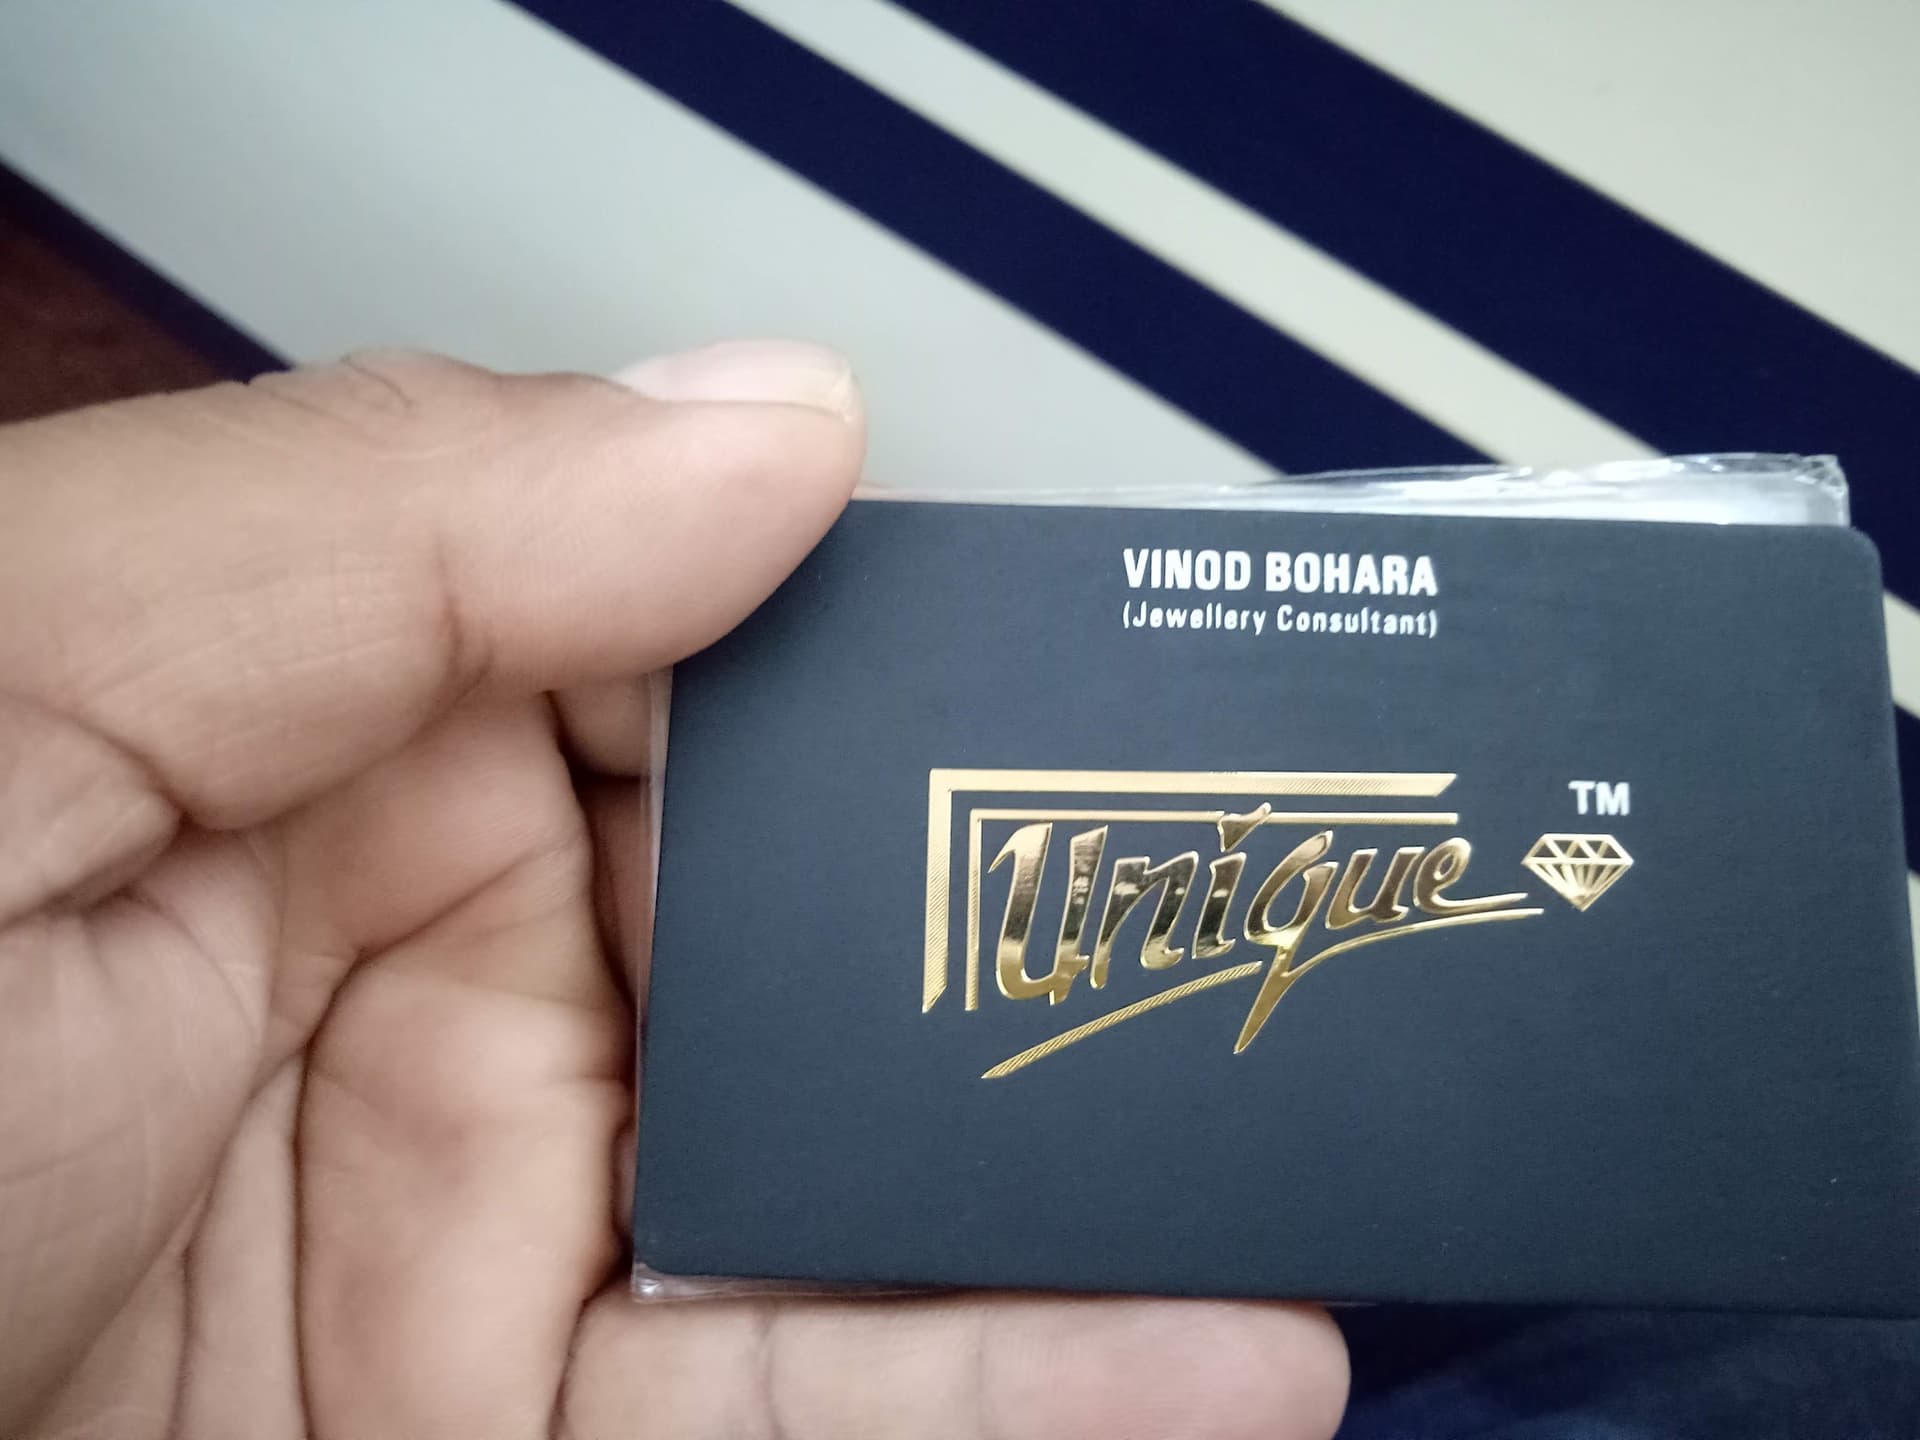 VINOD BOHARA
(Jewellery Consultant)
Unique TM